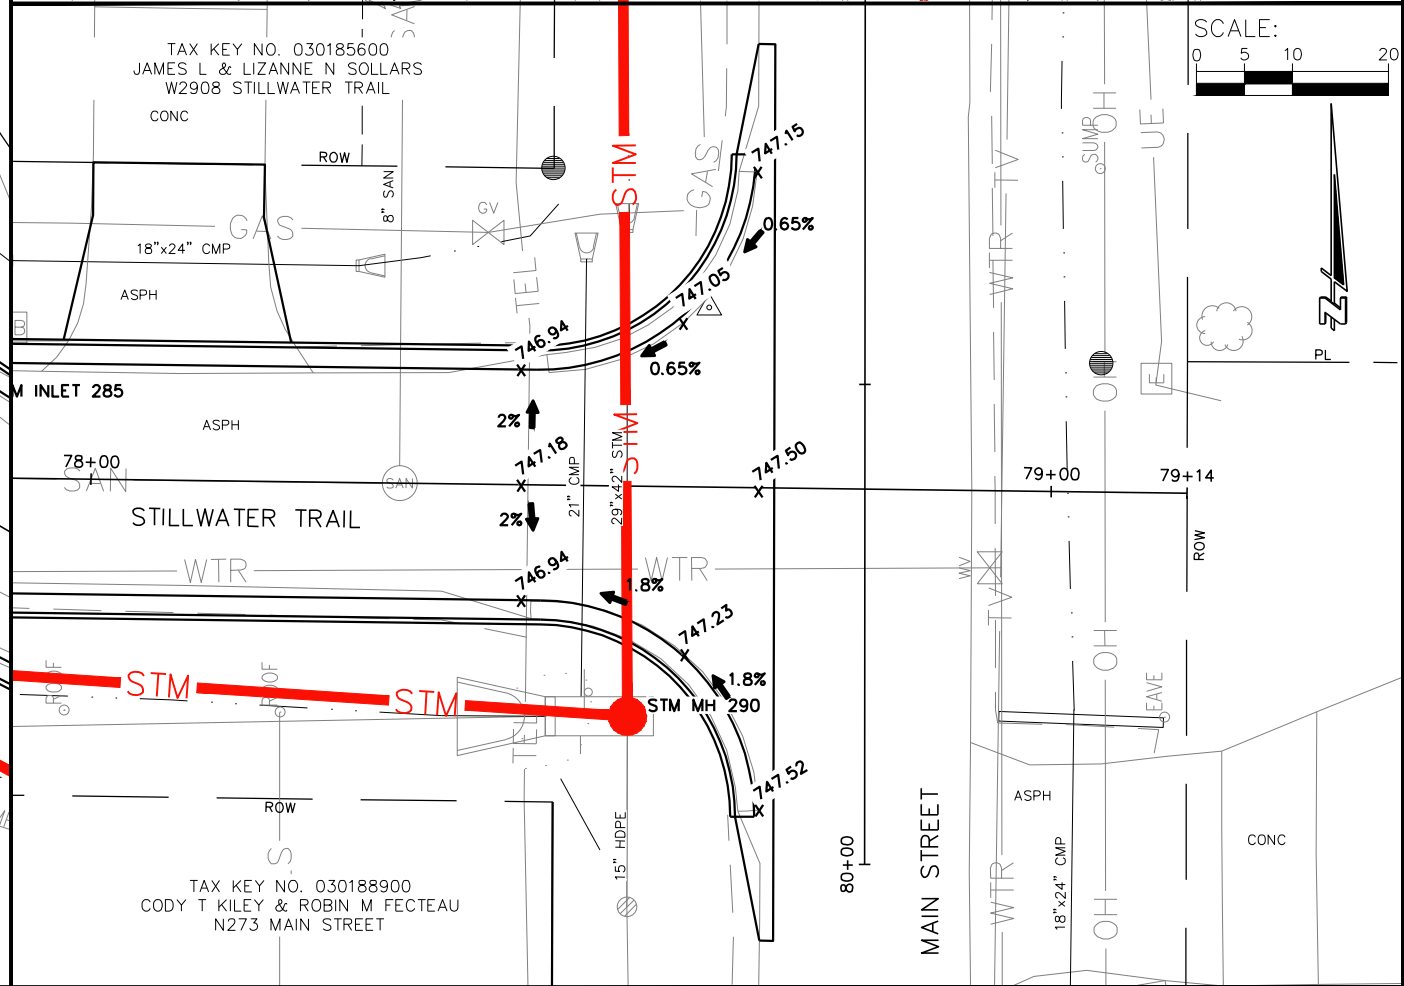 TAX KEY NO. 030185600
JAMES L & LIZANNE N SOLLARS
W2908 STILLWATER TRAIL
CONC
ROW
8" SAN
GV
GAS
18"x24" CMP
ASPH
B
TEL
STM
GAS
747.15
0.65%
747.05
746.94
0.65%
M INLET 285
ASPH
2%
747.18
78+00
SAN
SAN
STILLWATER TRAIL
2%
21" CMP
29"x42" STM
STM
747.50
79+00
79+14
ROW
WTR
WTR
WV
746.94
1.8%
747.23
1.8%
ROOF
ROOF
STM
STM
STM MH 290
747.52
ROW
15" HDPE
S
TAX KEY NO. 030188900
CODY T KILEY & ROBIN M FECTEAU
N273 MAIN STREET
80+00
MAIN STREET
SCALE:
0 5 10 20
N
OH
UE
SUMP
TV
WTR
OH
E
PL
TV
OH
EAVE
ASPH
CONC
WTR
18"x24" CMP
OH